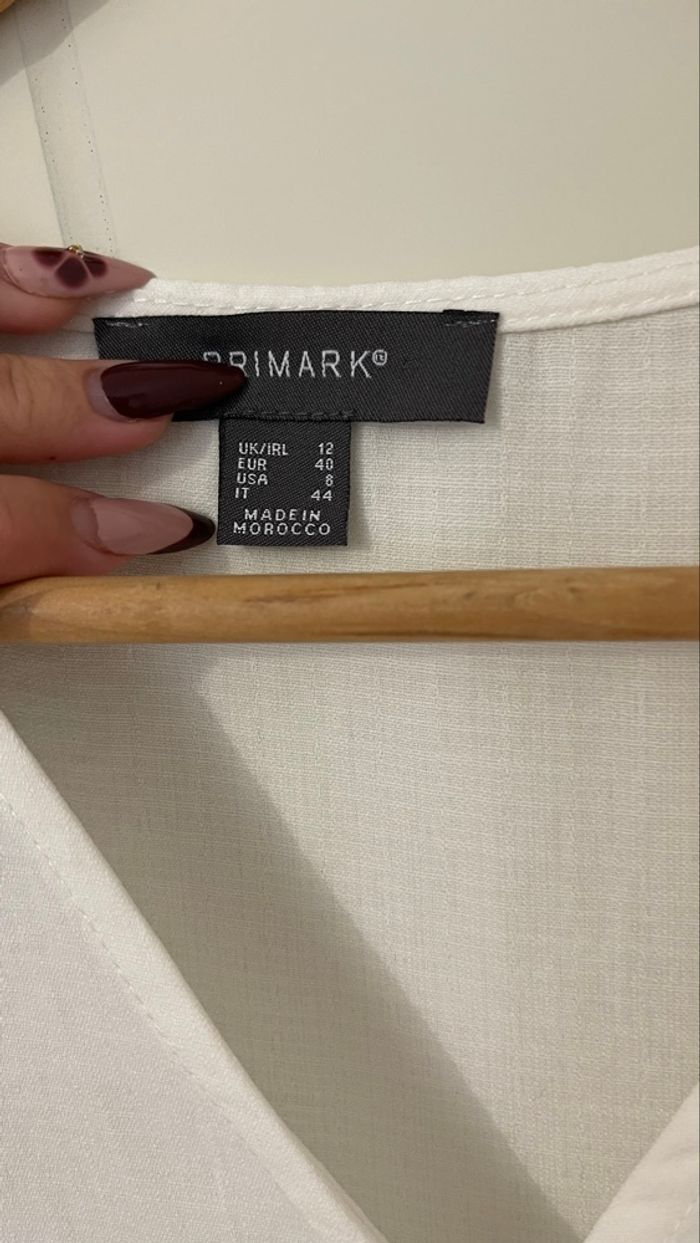 PRIMARK®
UK/IRL 12
EUR 40
USA 8
IT 44
MADE IN
MOROCCO